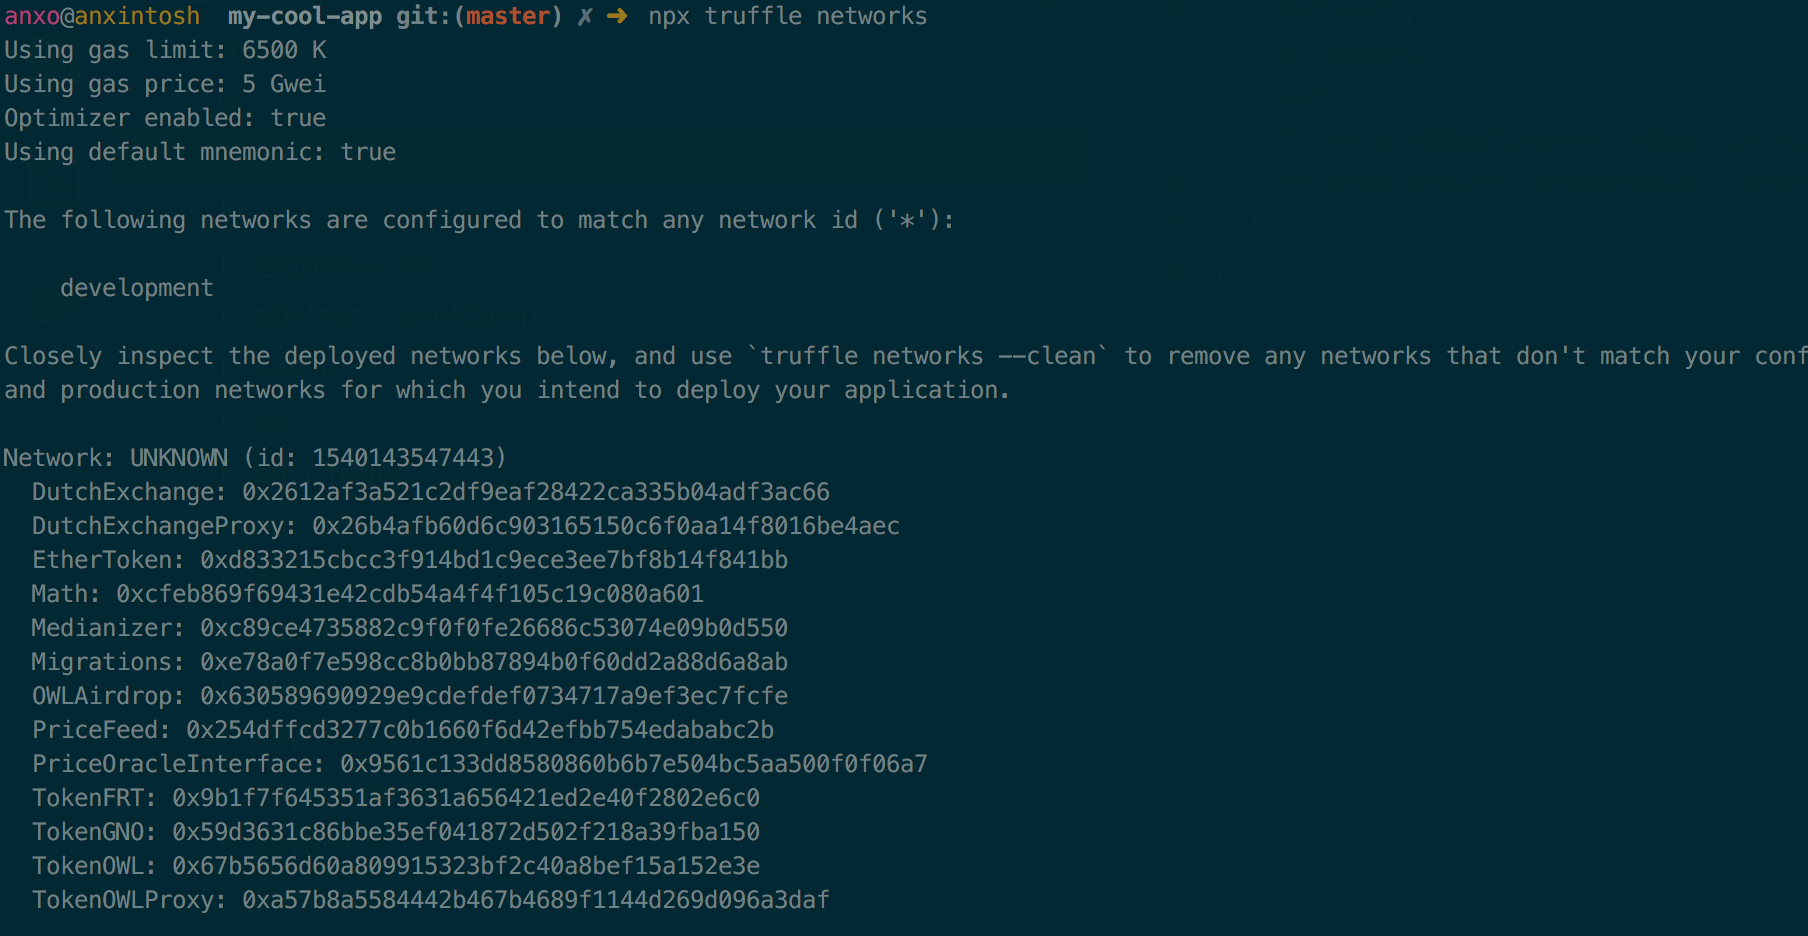 anxo@anxintosh my-cool-app git:(master) ✗ ➜ npx truffle networks
Using gas limit: 6500 K
Using gas price: 5 Gwei
Optimizer enabled: true
Using default mnemonic: true
The following networks are configured to match any network id ('*'):
development
Closely inspect the deployed networks below, and use `truffle networks --clean` to remove any networks that don't match your conf
and production networks for which you intend to deploy your application.
Network: UNKNOWN (id: 1540143547443)
DutchExchange: 0x2612af3a521c2df9eaf28422ca335b04adf3ac66
DutchExchangeProxy: 0x26b4afb60d6c903165150c6f0aa14f8016be4aec
EtherToken: 0xd833215cbcc3f914bd1c9ece3ee7bf8b14f841bb
Math: 0xcfeb869f69431e42cdb54a4f4f105c19c080a601
Medianizer: 0xc89ce4735882c9f0f0fe26686c53074e09b0d550
Migrations: 0xe78a0f7e598cc8b0bb87894b0f60dd2a88d6a8ab
OWLAirdrop: 0x630589690929e9cdefdef0734717a9ef3ec7fcfe
PriceFeed: 0x254dffcd3277c0b1660f6d42efbb754edababc2b
PriceOracleInterface: 0x9561c133dd8580860b6b7e504bc5aa500f0f06a7
TokenFRT: 0x9b1f7f645351af3631a656421ed2e40f2802e6c0
TokenGNO: 0x59d3631c86bbe35ef041872d502f218a39fba150
TokenOWL: 0x67b5656d60a809915323bf2c40a8bef15a152e3e
TokenOWLProxy: 0xa57b8a5584442b467b4689f1144d269d096a3daf